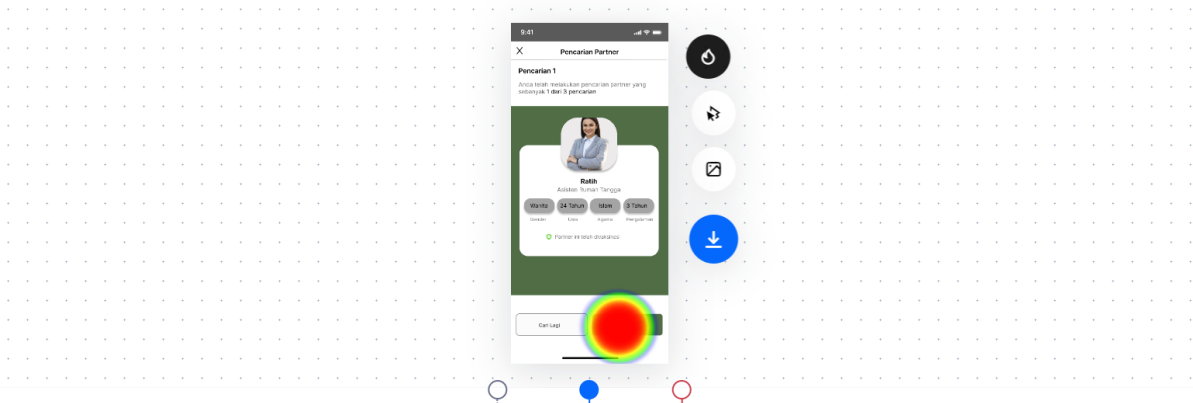 9:41
X Pencarian Partner
Pencarian 1
Anda telah melakukan pencarian partner yang
sebanyak 1 dari 3 pencarian
Ratih
Asisten Rumah Tangga
Wanita 24 Tahun Islam 3 Tahun
Gender Usia Agama Pengalaman
Partner ini telah divaksinasi
Cari Lagi